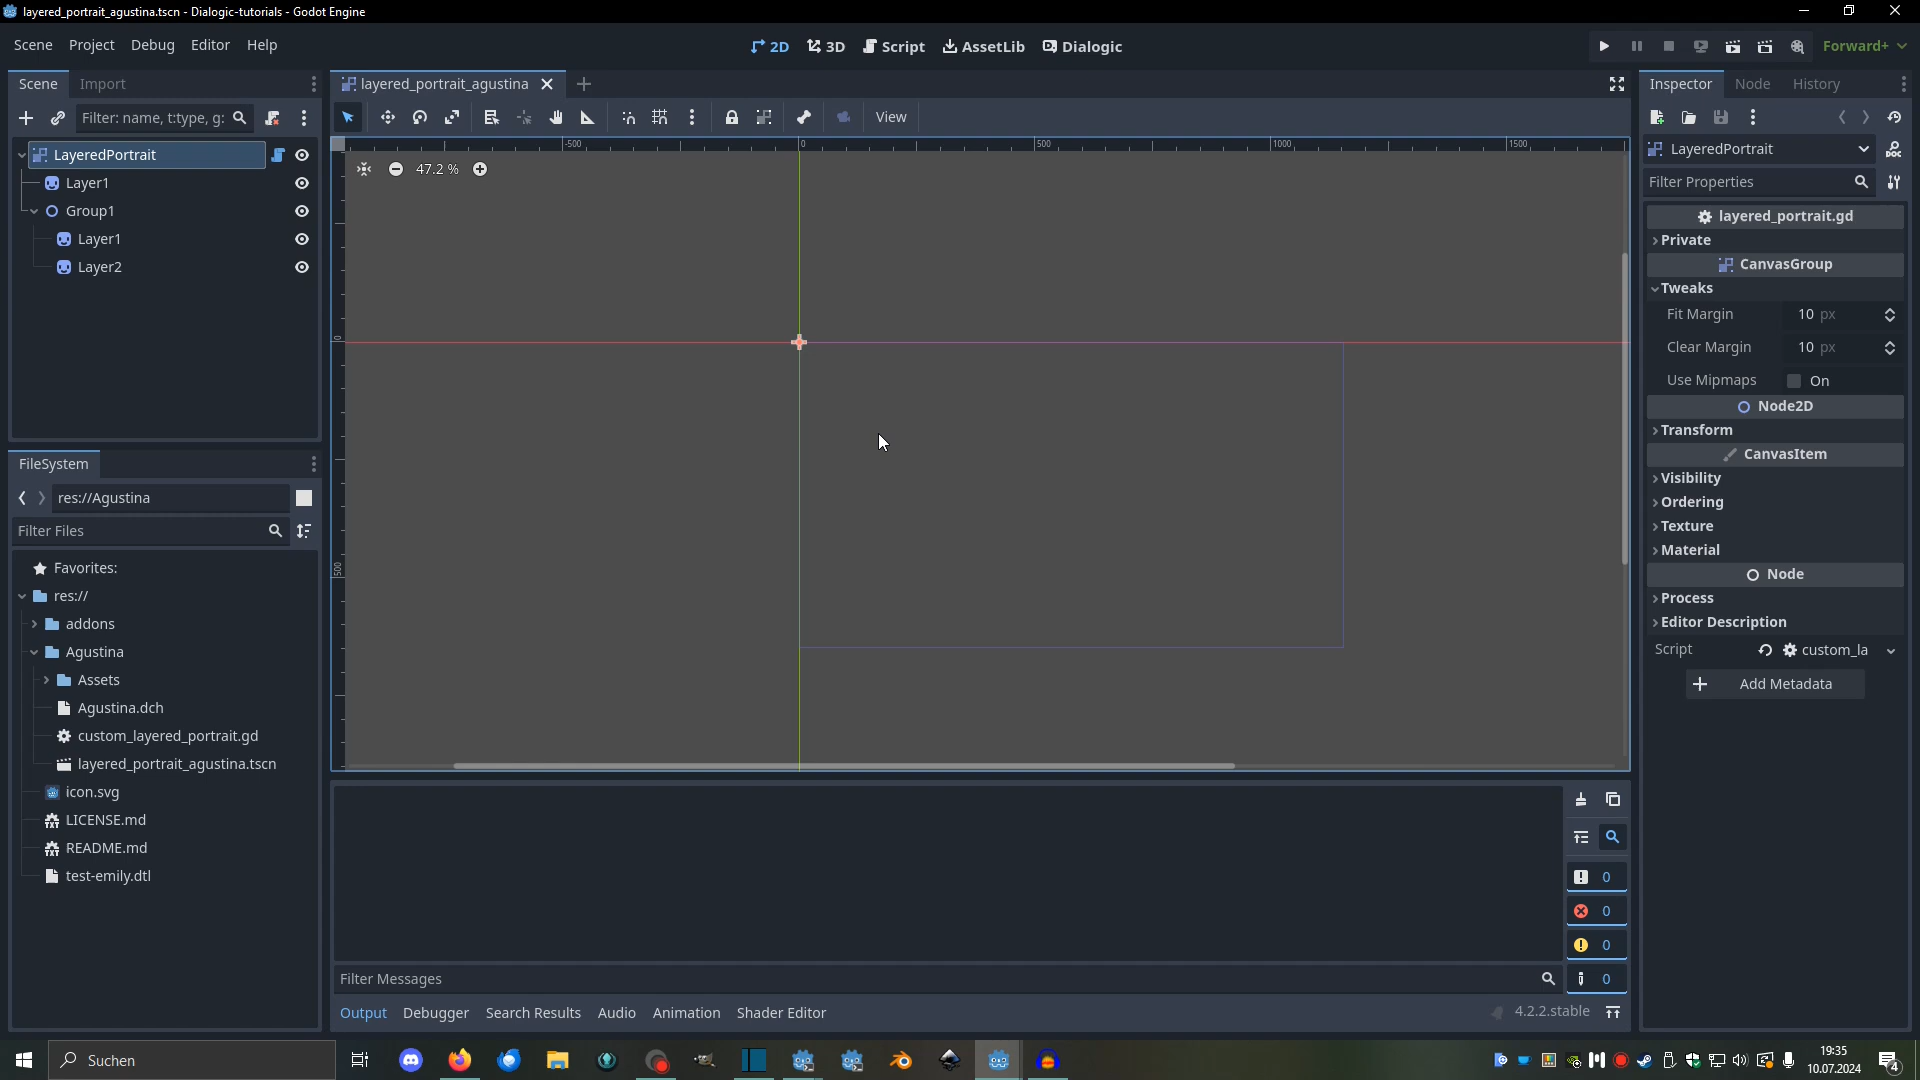 layered_portrait_agustina.tscn - Dialogic-tutorials - Godot Engine
Scene Project Debug Editor Help
2D 3D Script AssetLib Dialogic
Forward+
Scene Import
layered_portrait_agustina
Inspector Node History
Filter: name, t:type, g:
View
LayeredPortrait
Layer1
Group1
Layer1
Layer2
-500 0 500 1000 1500
47.2 %
0
500
LayeredPortrait
Filter Properties
layered_portrait.gd
Private
CanvasGroup
Tweaks
Fit Margin 10 px
Clear Margin 10 px
Use Mipmaps On
Node2D
Transform
CanvasItem
Visibility
Ordering
Texture
Material
Node
Process
Editor Description
Script custom_la
Add Metadata
FileSystem
res://Agustina
Filter Files
Favorites:
res://
addons
Agustina
Assets
Agustina.dch
custom_layered_portrait.gd
layered_portrait_agustina.tscn
icon.svg
LICENSE.md
README.md
test-emily.dtl
0
0
0
0
Filter Messages
Output Debugger Search Results Audio Animation Shader Editor
4.2.2.stable
Suchen
19:35
10.07.2024
4